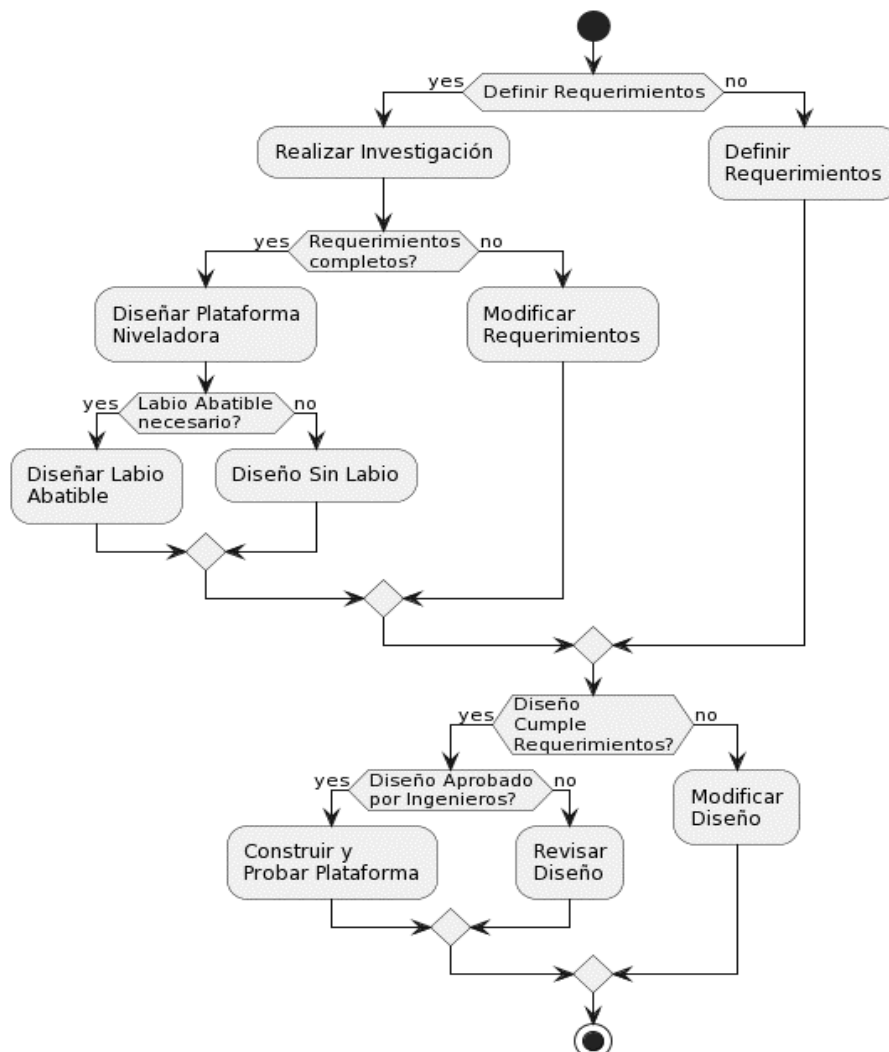 yes
Definir Requerimientos
no
Realizar Investigación
Definir
Requerimientos
yes
Requerimientos
completos?
no
Diseñar Plataforma
Niveladora
Modificar
Requerimientos
yes
Labio Abatible
necesario?
no
Diseñar Labio
Abatible
Diseño Sin Labio
yes
Diseño
Cumple
Requerimientos?
no
yes
Diseño Aprobado
por Ingenieros?
no
Modificar
Diseño
Construir y
Probar Plataforma
Revisar
Diseño